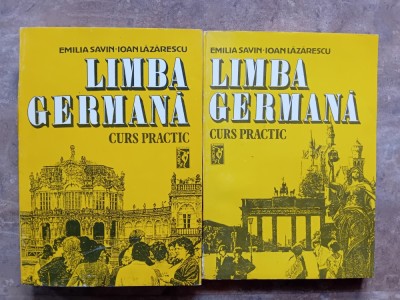 EMILIA SAVIN·IOAN LĂZĂRESCU
LIMBA
GERMANĂ
CURS PRACTIC
EMILIA SAVIN·IOAN LĂZĂRESCU
LIMBA
GERMANĂ
CURS PRACTIC